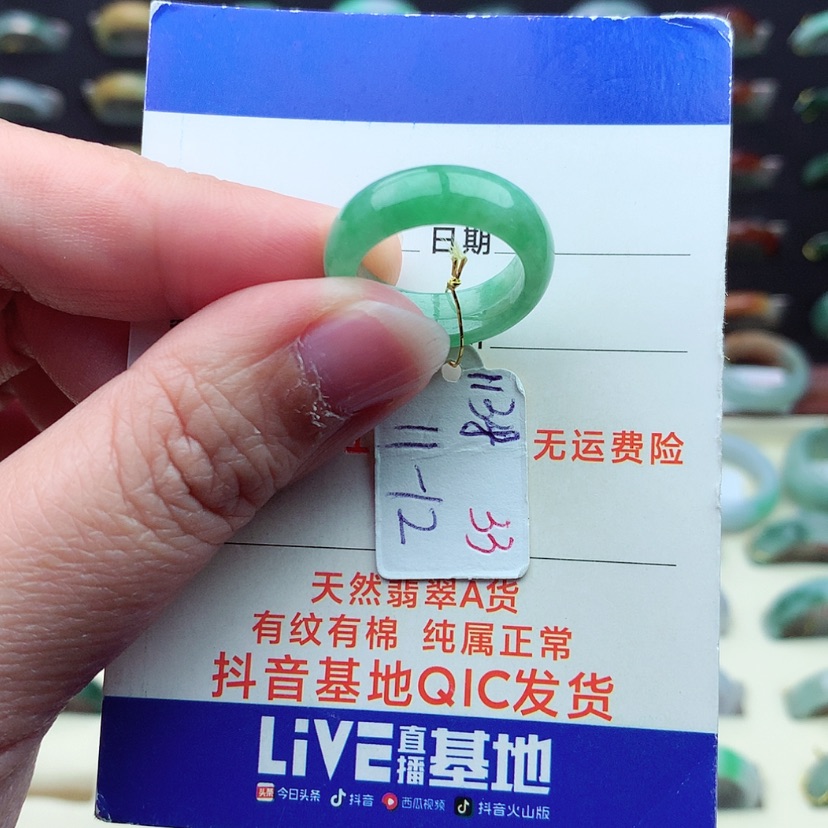 日期
1138
11-12
33
无运费险
天然翡翠A货
有纹有棉 纯属正常
抖音基地QIC发货
LiVE直播基地
头条 今日头条 抖音 西瓜视频 抖音火山版